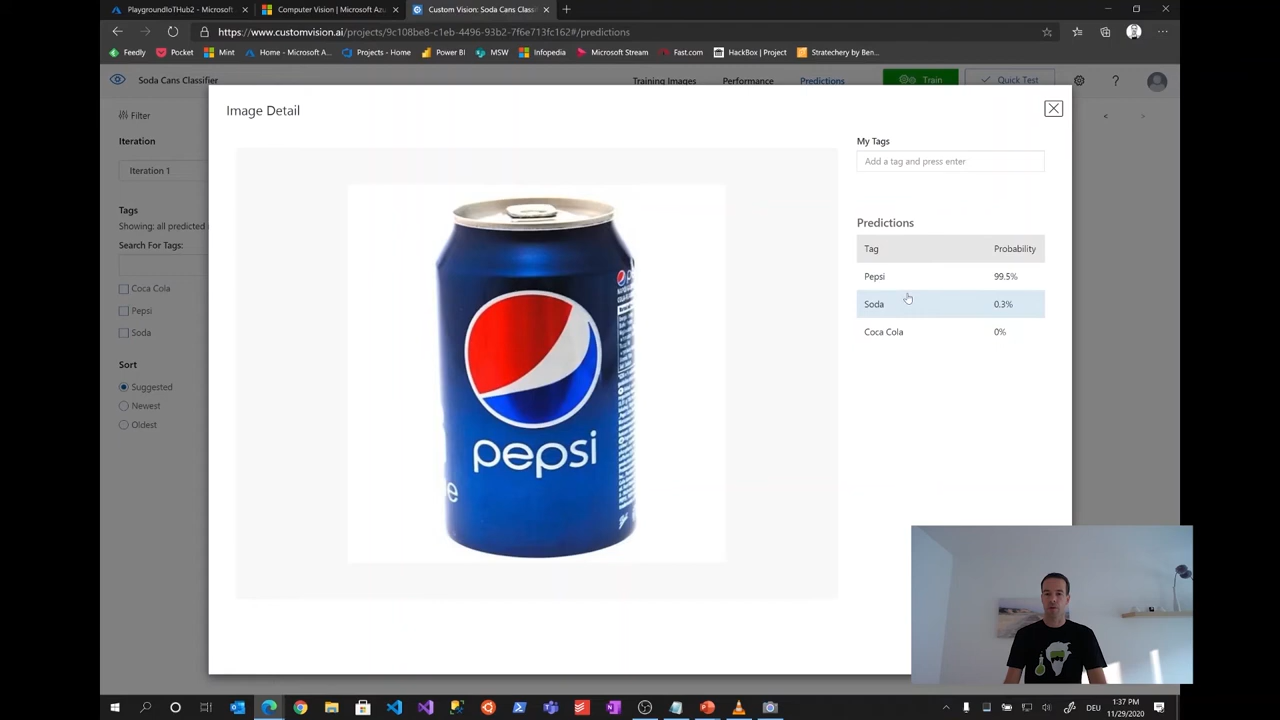 PlaygroundIoTHub2 - Microsoft
Computer Vision | Microsoft Azu
Custom Vision: Soda Cans Classif
https://www.customvision.ai/projects/9c108be8-c1eb-4496-93b2-7f6e713fc162#/predictions
Feedly
Pocket
Mint
Home - Microsoft A...
Projects - Home
Power BI
MSW
Infopedia
Microsoft Stream
Fast.com
HackBox | Project
Stratechery by Ben...
Soda Cans Classifier
Training Images
Performance
Predictions
Train
Quick Test
Filter
Iteration
Iteration 1
Tags
Showing: all predicted
Search For Tags:
Coca Cola
Pepsi
Soda
Sort
Suggested
Newest
Oldest
Image Detail
pepsi
My Tags
Add a tag and press enter
Predictions
Tag Probability
Pepsi 99.5%
Soda 0.3%
Coca Cola 0%
DEU
1:37 PM
11/29/2020